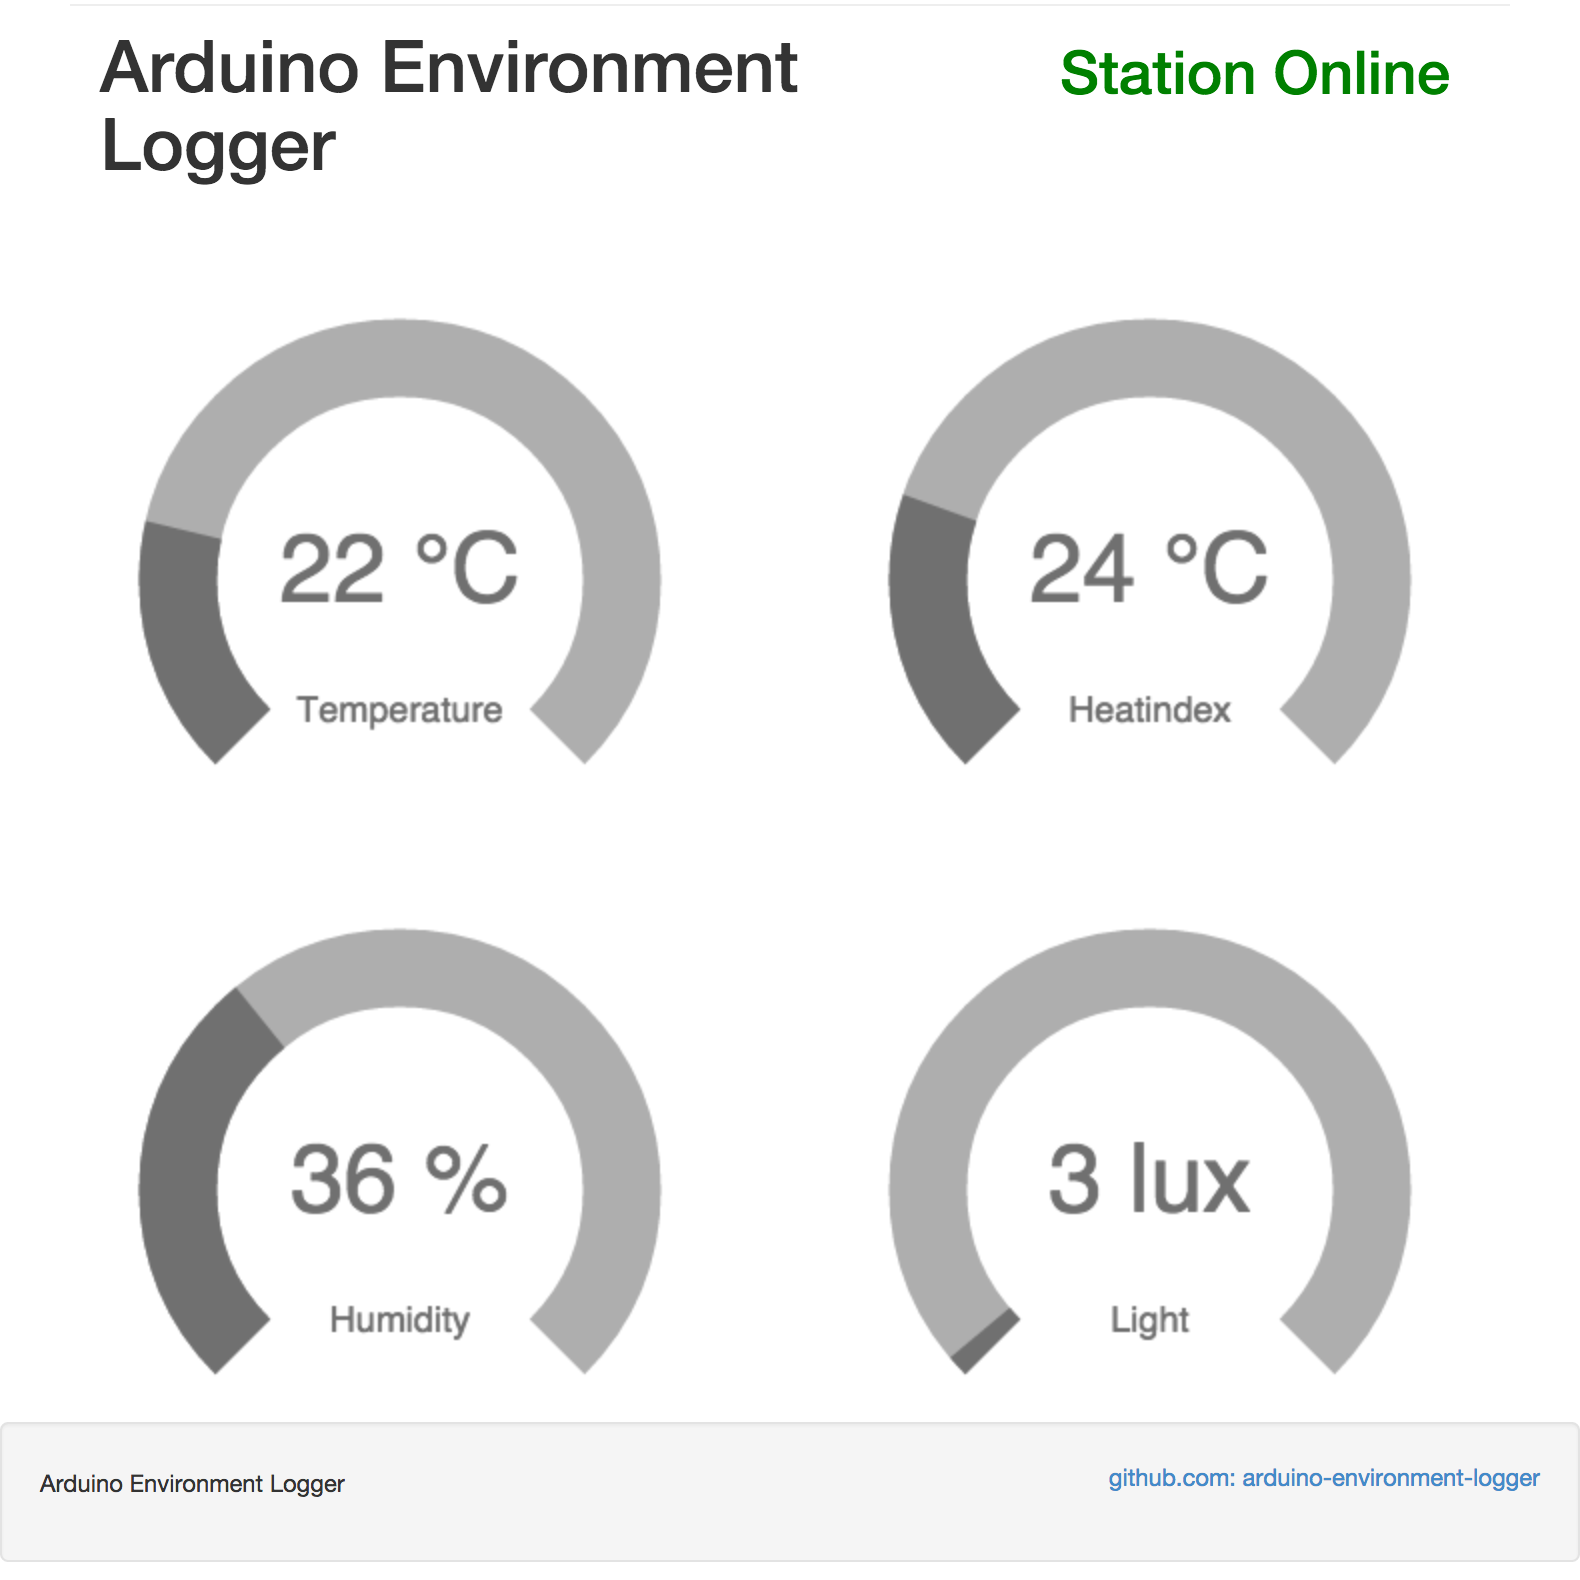 Arduino Environment
Logger
Station Online
22 °C
Temperature
24 °C
Heatindex
36 %
Humidity
3 lux
Light
Arduino Environment Logger
github.com: arduino-environment-logger